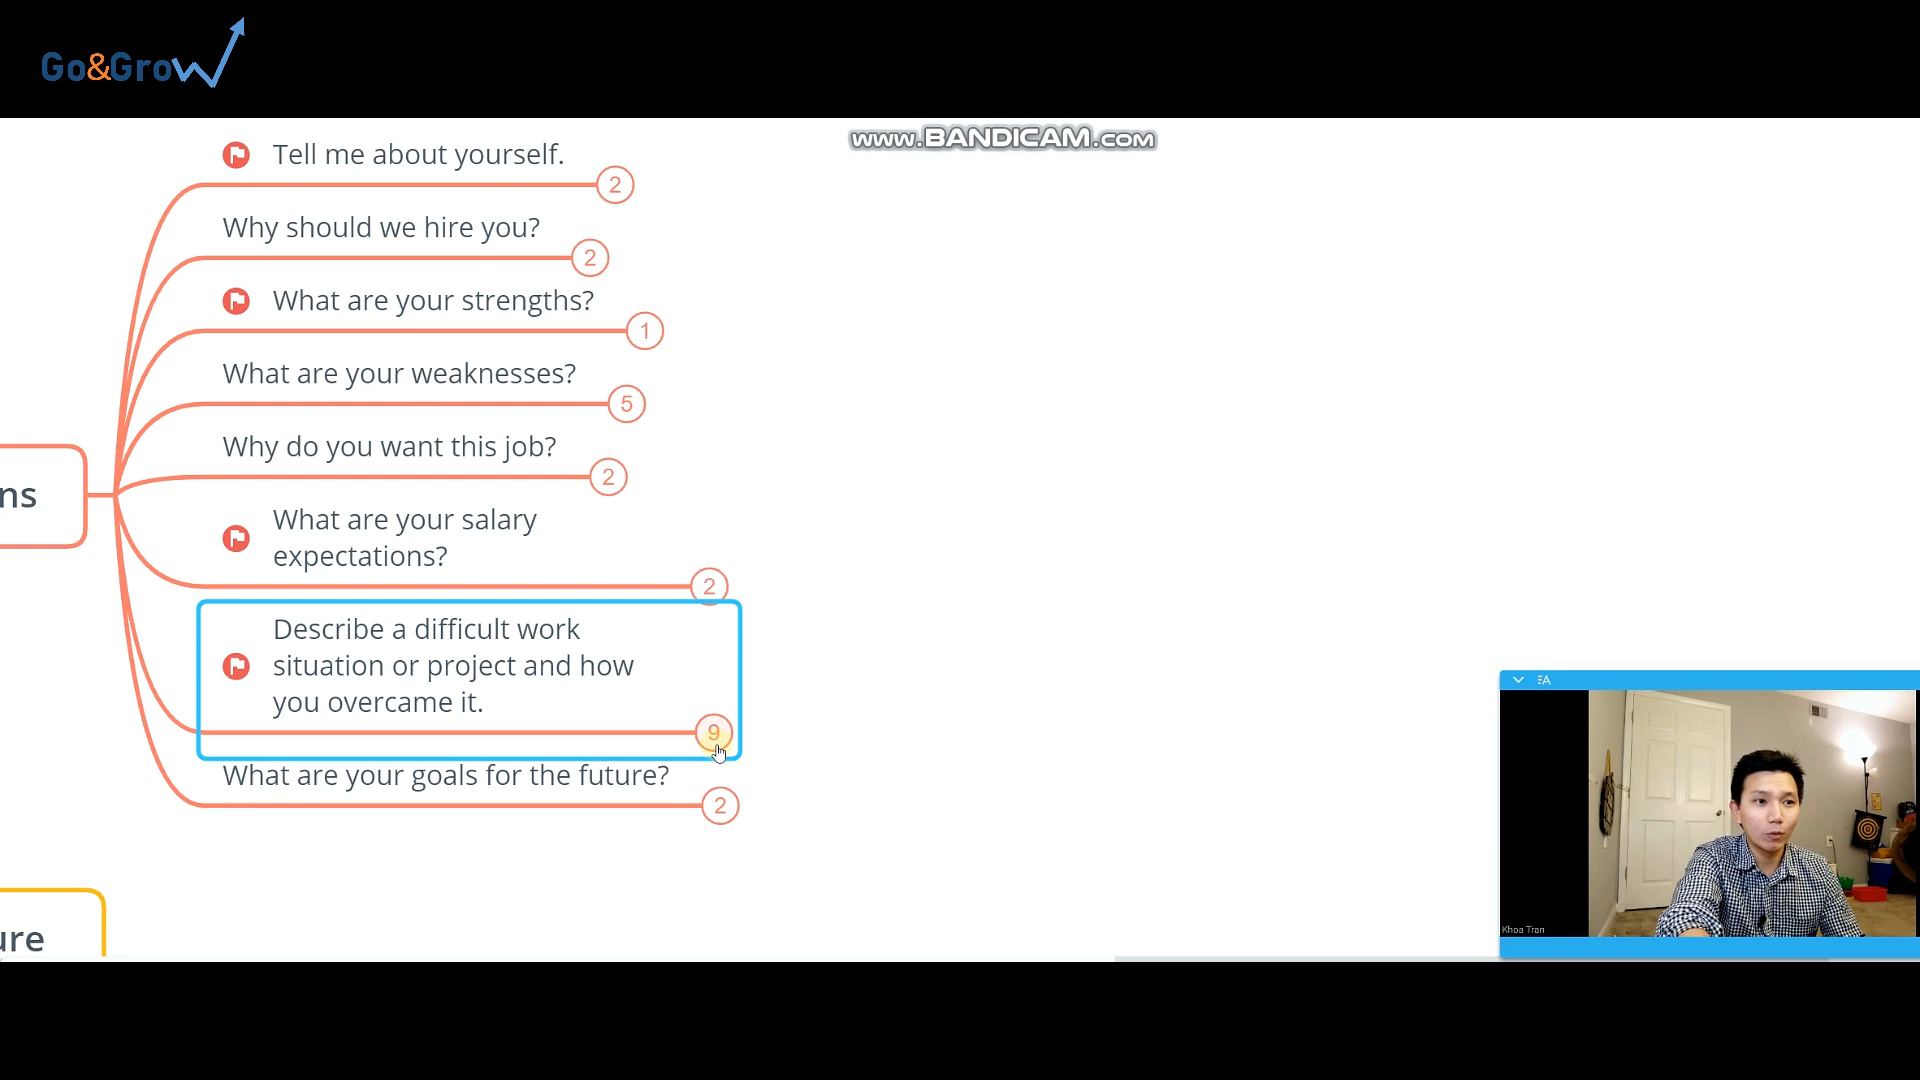 Go&Grow
www.BANDICAM.com
Tell me about yourself.
2
Why should we hire you?
2
What are your strengths?
1
What are your weaknesses?
5
Why do you want this job?
2
What are your salary
expectations?
2
Describe a difficult work
situation or project and how
you overcame it.
9
What are your goals for the future?
2
ns
ure
Khoa Tran